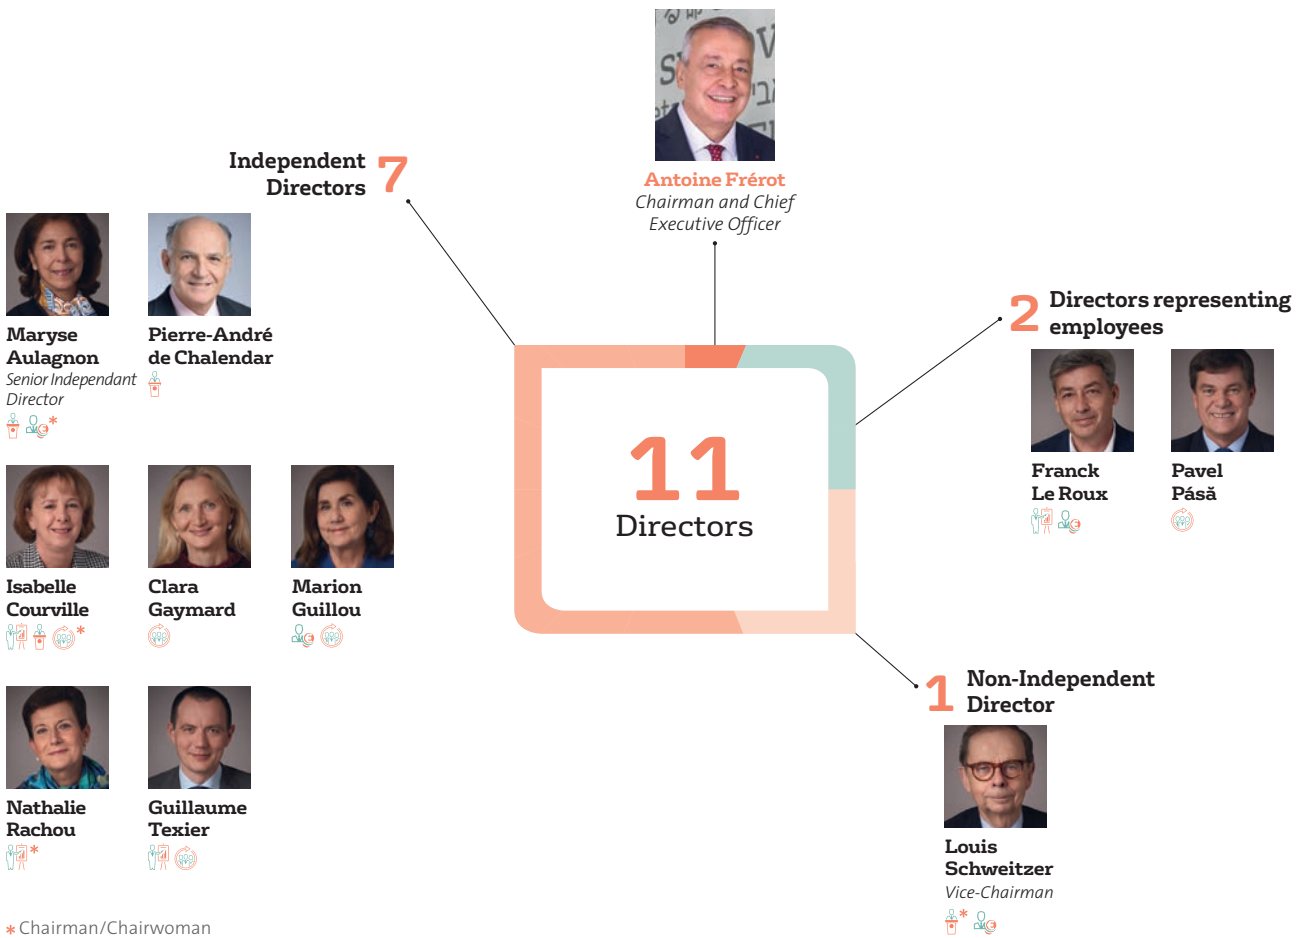 Antoine Frérot
Chairman and Chief
Executive Officer
Independent
Directors 7
Maryse
Aulagnon
Senior Independant
Director
*
Pierre-André
de Chalendar
Isabelle
Courville
*
Clara
Gaymard
Marion
Guillou
Nathalie
Rachou
*
Guillaume
Texier
11
Directors
2 Directors representing
employees
Franck
Le Roux
Pavel
Pásă
1 Non-Independent
Director
Louis
Schweitzer
Vice-Chairman
*
* Chairman/Chairwoman